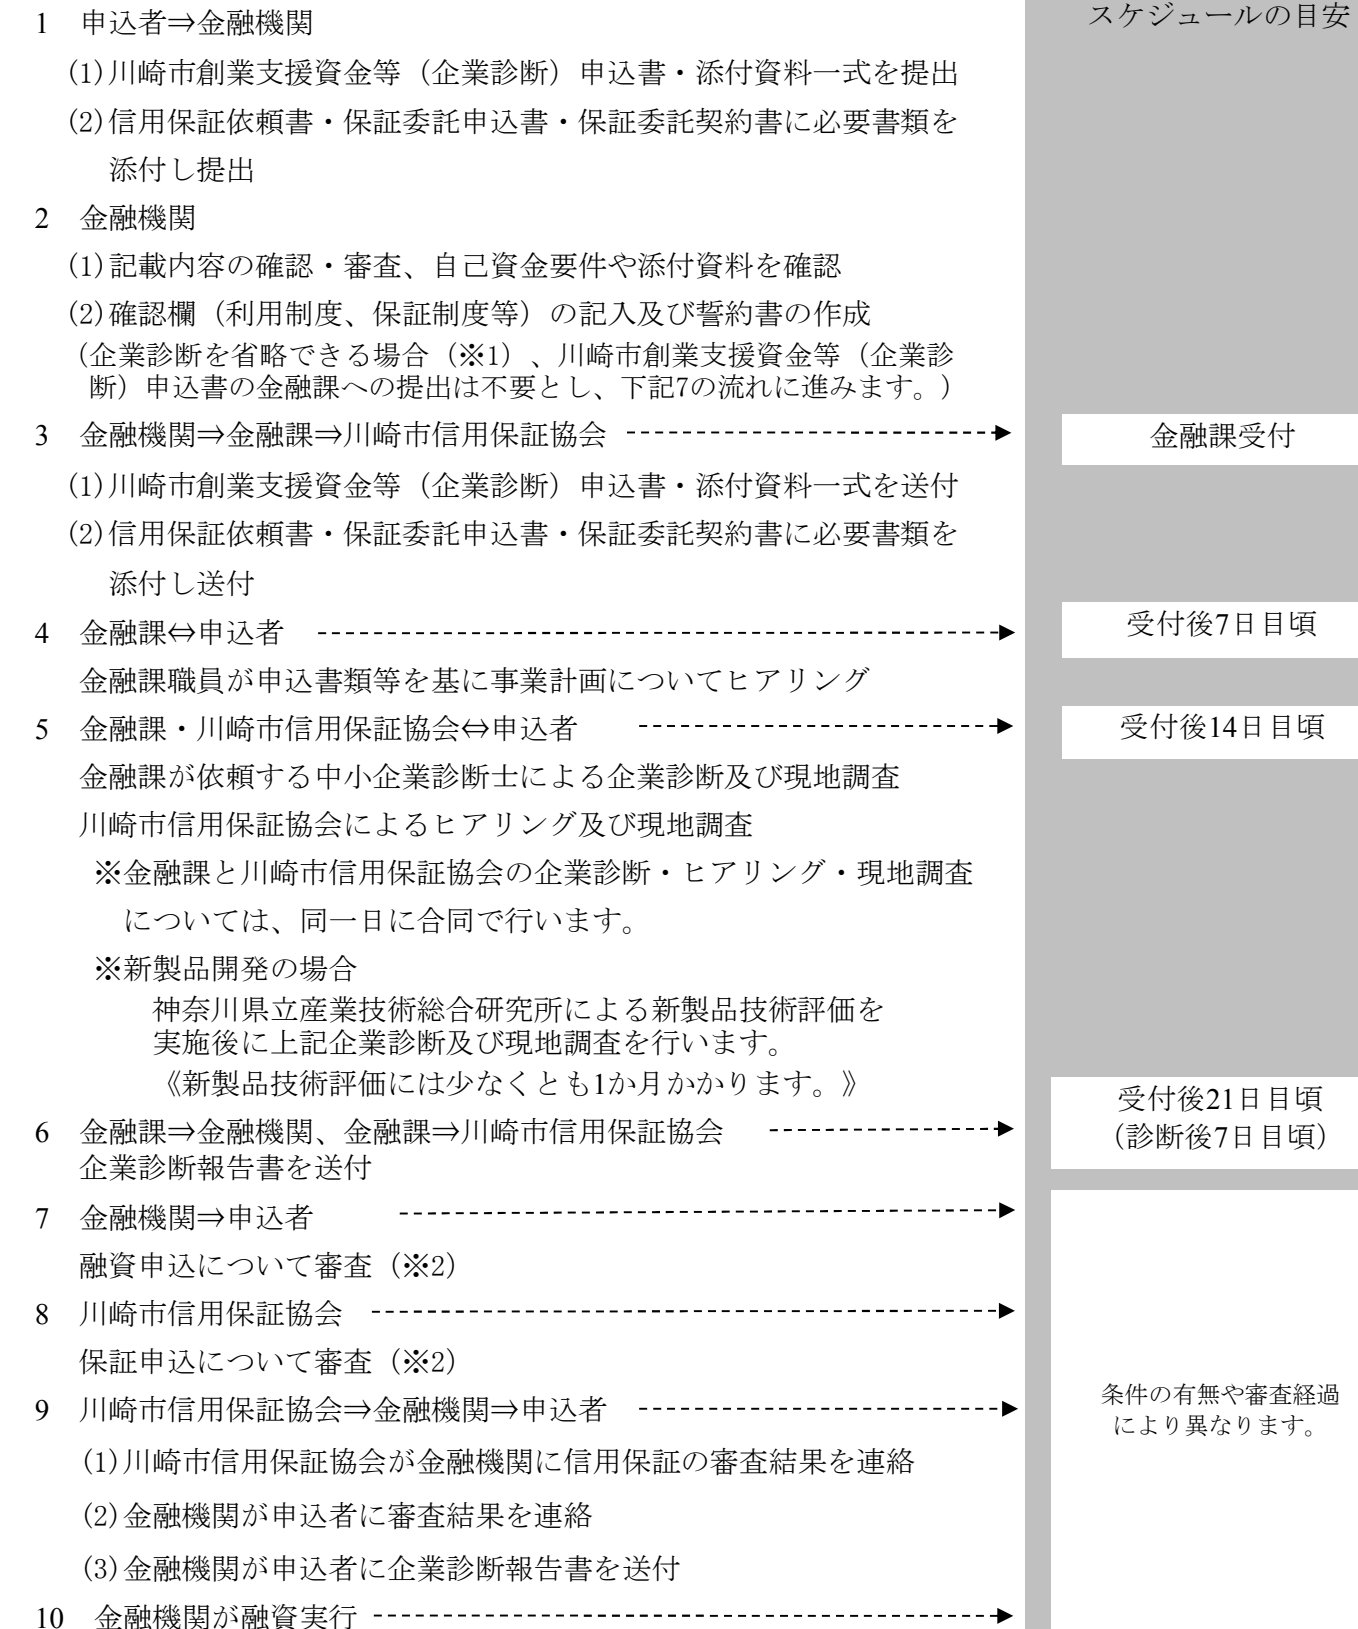 スケジュールの目安
1 申込者⇒金融機関
(1)川崎市創業支援資金等（企業診断）申込書・添付資料一式を提出
(2)信用保証依頼書・保証委託申込書・保証委託契約書に必要書類を
添付し提出
2 金融機関
(1)記載内容の確認・審査、自己資金要件や添付資料を確認
(2)確認欄（利用制度、保証制度等）の記入及び誓約書の作成
（企業診断を省略できる場合（※1）、川崎市創業支援資金等（企業診
断）申込書の金融課への提出は不要とし、下記7の流れに進みます。）
3 金融機関⇒金融課⇒川崎市信用保証協会
金融課受付
(1)川崎市創業支援資金等（企業診断）申込書・添付資料一式を送付
(2)信用保証依頼書・保証委託申込書・保証委託契約書に必要書類を
添付し送付
4 金融課⇔申込者
受付後7日目頃
金融課職員が申込書類等を基に事業計画についてヒアリング
5 金融課・川崎市信用保証協会⇔申込者
受付後14日目頃
金融課が依頼する中小企業診断士による企業診断及び現地調査
川崎市信用保証協会によるヒアリング及び現地調査
※金融課と川崎市信用保証協会の企業診断・ヒアリング・現地調査
については、同一日に合同で行います。
※新製品開発の場合
神奈川県立産業技術総合研究所による新製品技術評価を
実施後に上記企業診断及び現地調査を行います。
《新製品技術評価には少なくとも1か月かかります。》
6 金融課⇒金融機関、金融課⇒川崎市信用保証協会
企業診断報告書を送付
受付後21日目頃
（診断後7日目頃）
7 金融機関⇒申込者
融資申込について審査（※2）
8 川崎市信用保証協会
保証申込について審査（※2）
9 川崎市信用保証協会⇒金融機関⇒申込者
条件の有無や審査経過
により異なります。
(1)川崎市信用保証協会が金融機関に信用保証の審査結果を連絡
(2)金融機関が申込者に審査結果を連絡
(3)金融機関が申込者に企業診断報告書を送付
10 金融機関が融資実行